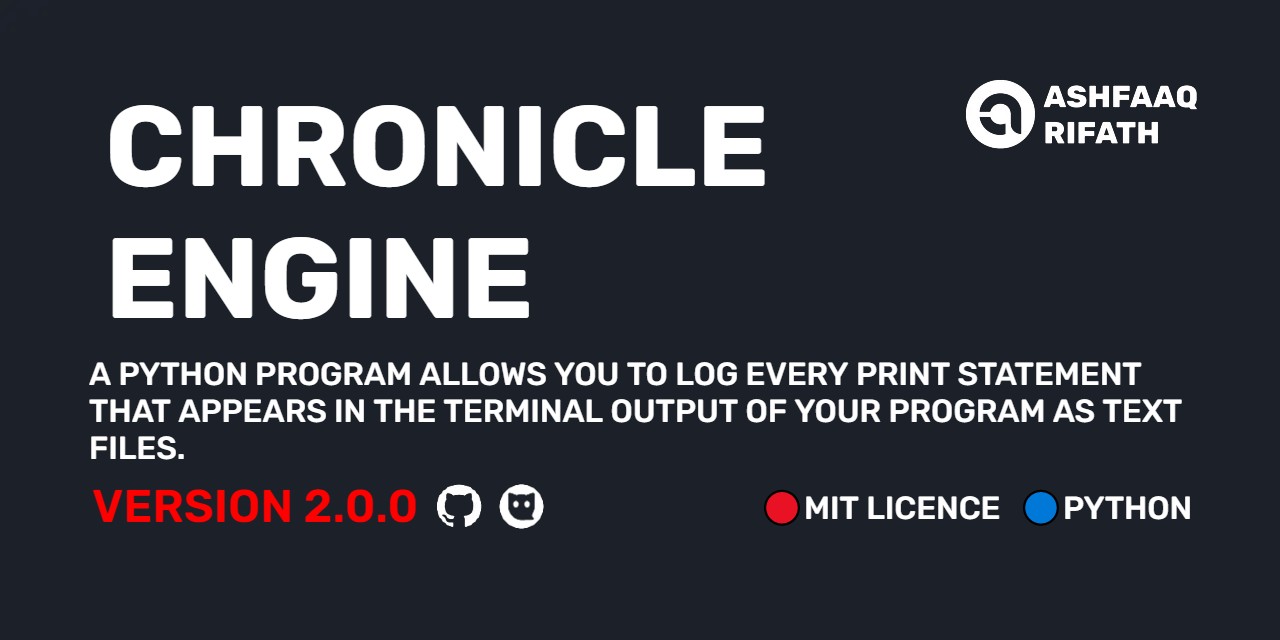 CHRONICLE
ENGINE
ASHFAAQ
RIFATH
A PYTHON PROGRAM ALLOWS YOU TO LOG EVERY PRINT STATEMENT
THAT APPEARS IN THE TERMINAL OUTPUT OF YOUR PROGRAM AS TEXT
FILES.
VERSION 2.0.0
MIT LICENCE
PYTHON